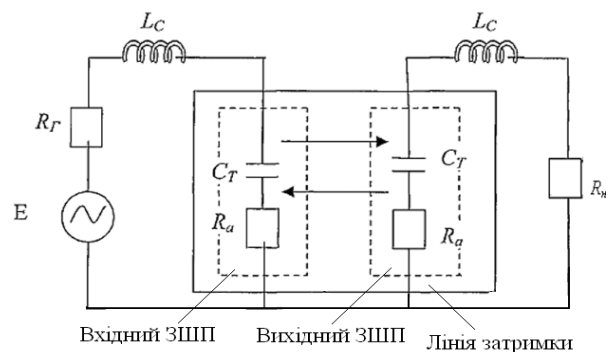 L_C
L_C
R_Г
C_T
C_T
E
R_a
R_a
R_н
Вхідний ЗШП
Вихідний ЗШП
Лінія затримки